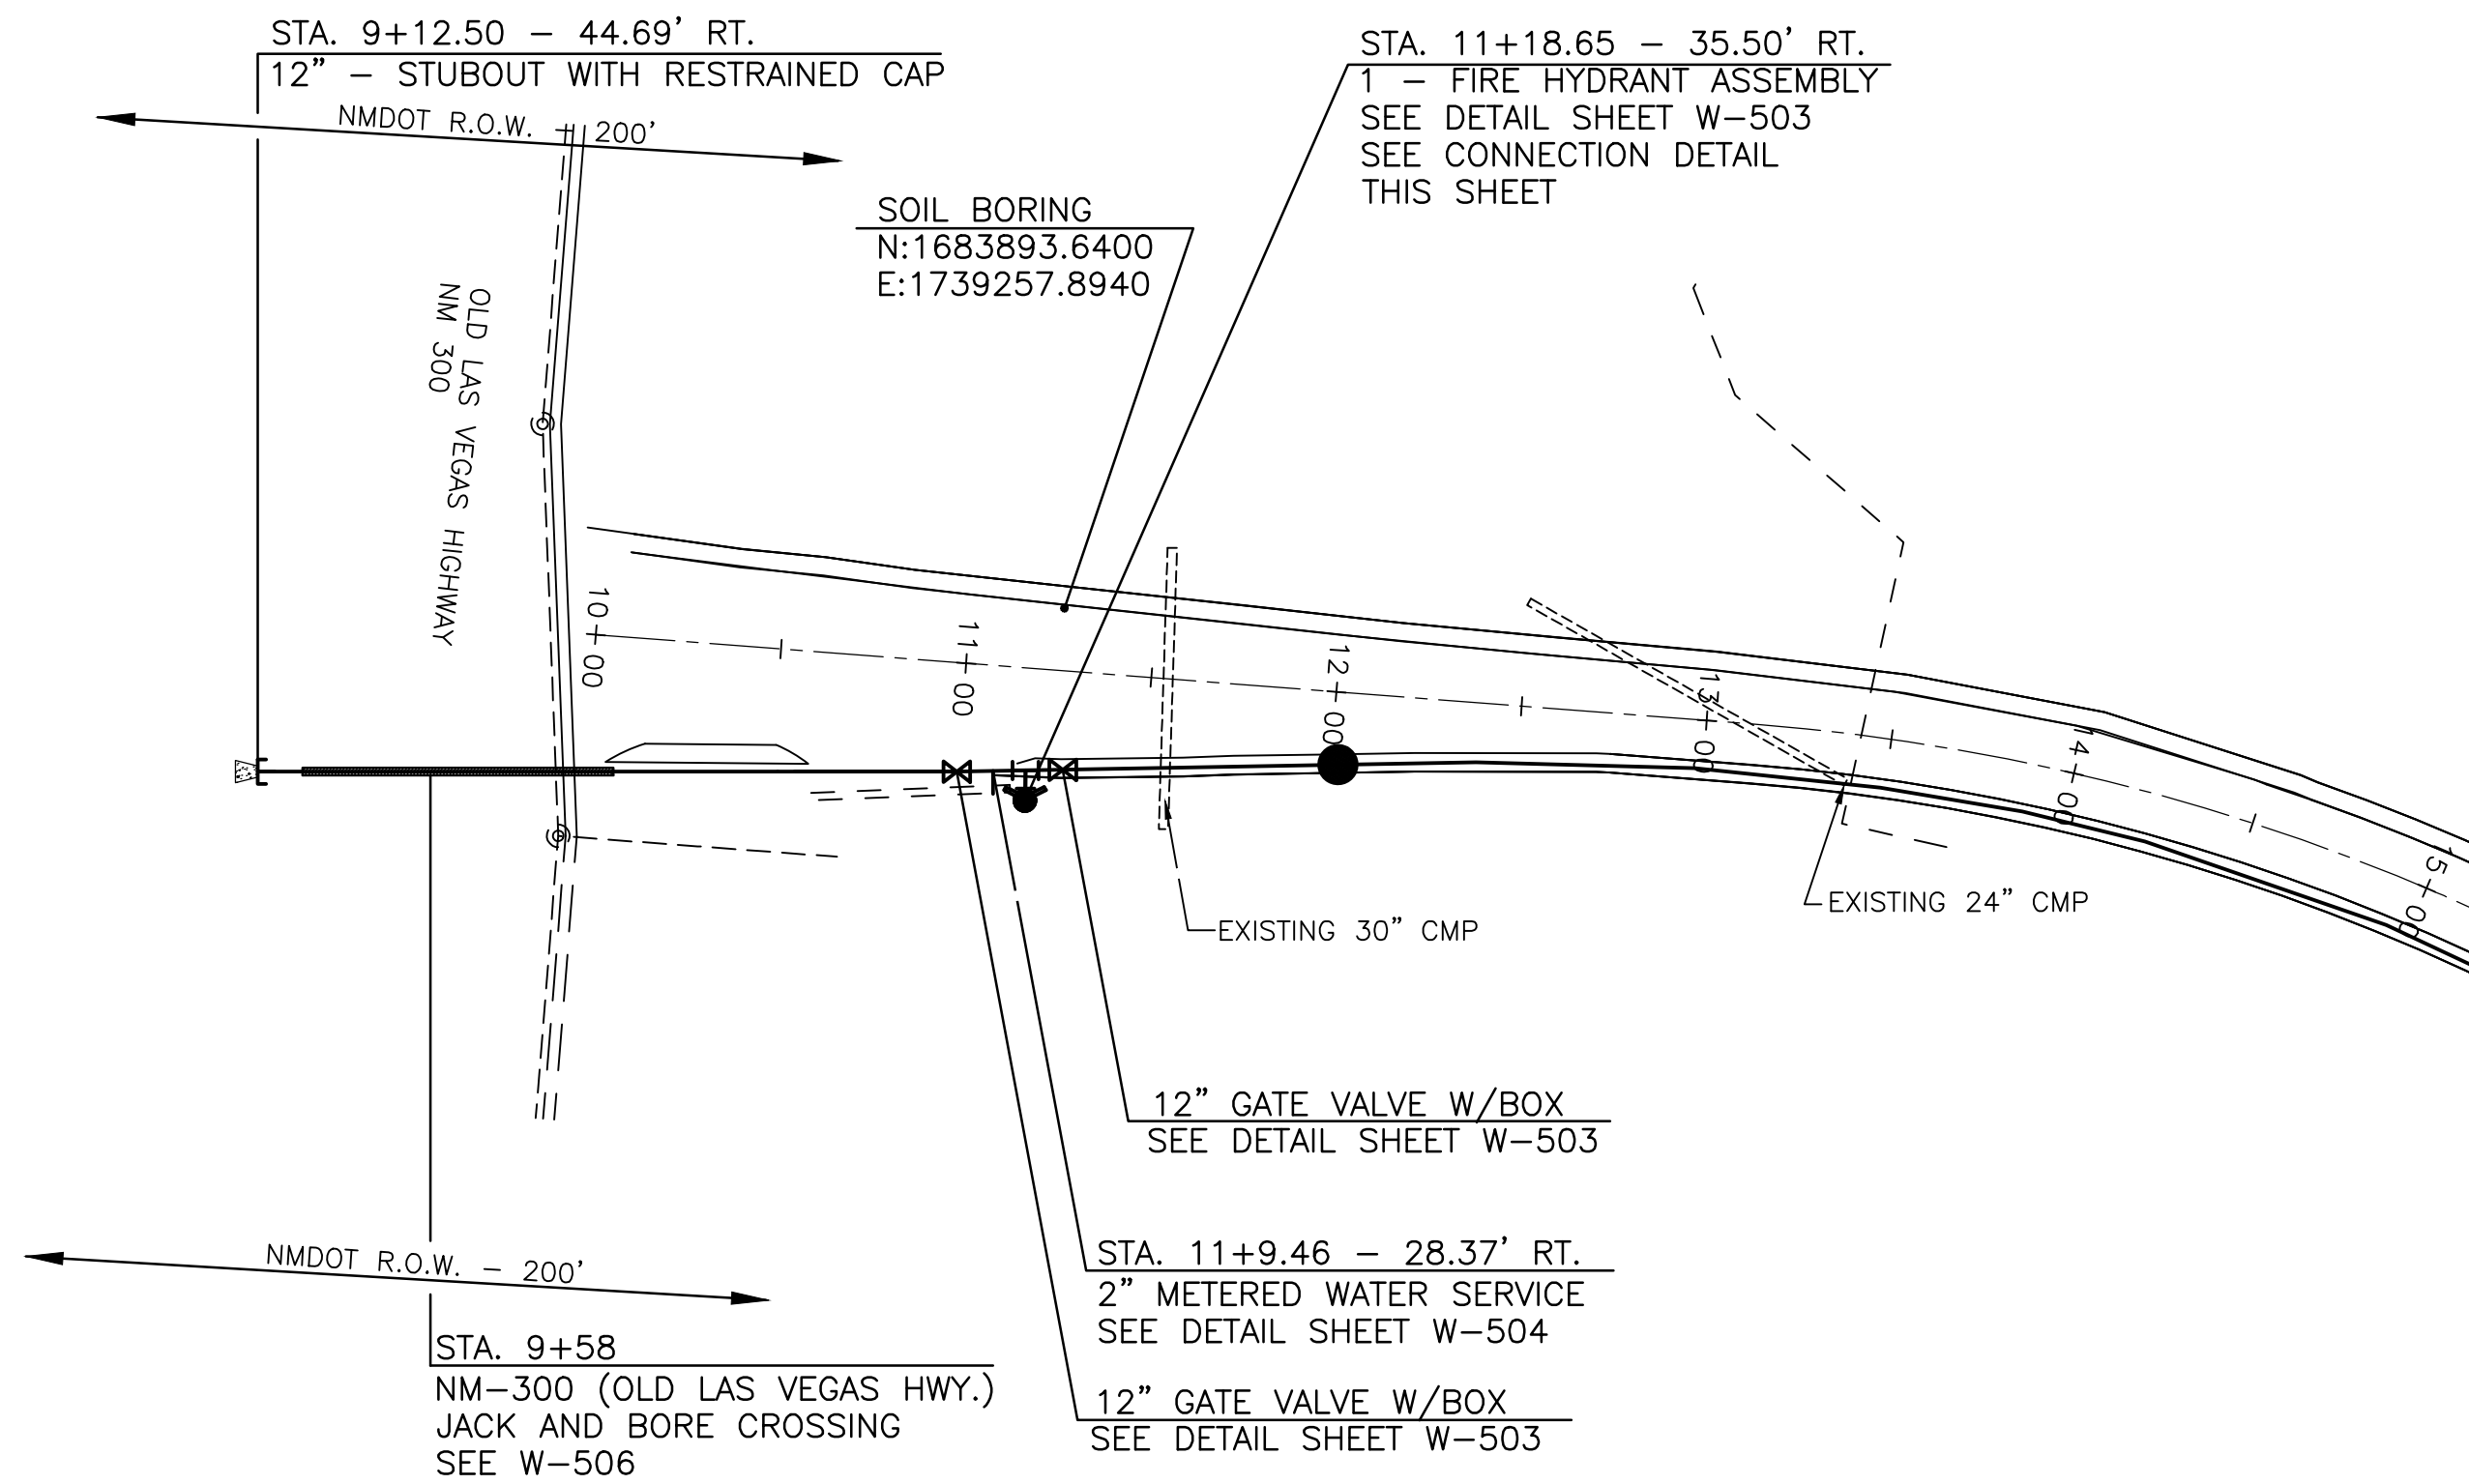 STA. 9+12.50 - 44.69' RT.
12" - STUBOUT WITH RESTRAINED CAP
NMDOT R.O.W. - 200'
STA. 11+18.65 - 35.50' RT.
1 - FIRE HYDRANT ASSEMBLY
SEE DETAIL SHEET W-503
SEE CONNECTION DETAIL
THIS SHEET
SOIL BORING
N:1683893.6400
E:1739257.8940
OLD LAS VEGAS HIGHWAY
NM 300
10+00
11+00
12+00
13+00
14+00
15+00
EXISTING 30" CMP
EXISTING 24" CMP
12" GATE VALVE W/BOX
SEE DETAIL SHEET W-503
STA. 11+9.46 - 28.37' RT.
2" METERED WATER SERVICE
SEE DETAIL SHEET W-504
12" GATE VALVE W/BOX
SEE DETAIL SHEET W-503
NMDOT R.O.W. - 200'
STA. 9+58
NM-300 (OLD LAS VEGAS HWY.)
JACK AND BORE CROSSING
SEE W-506